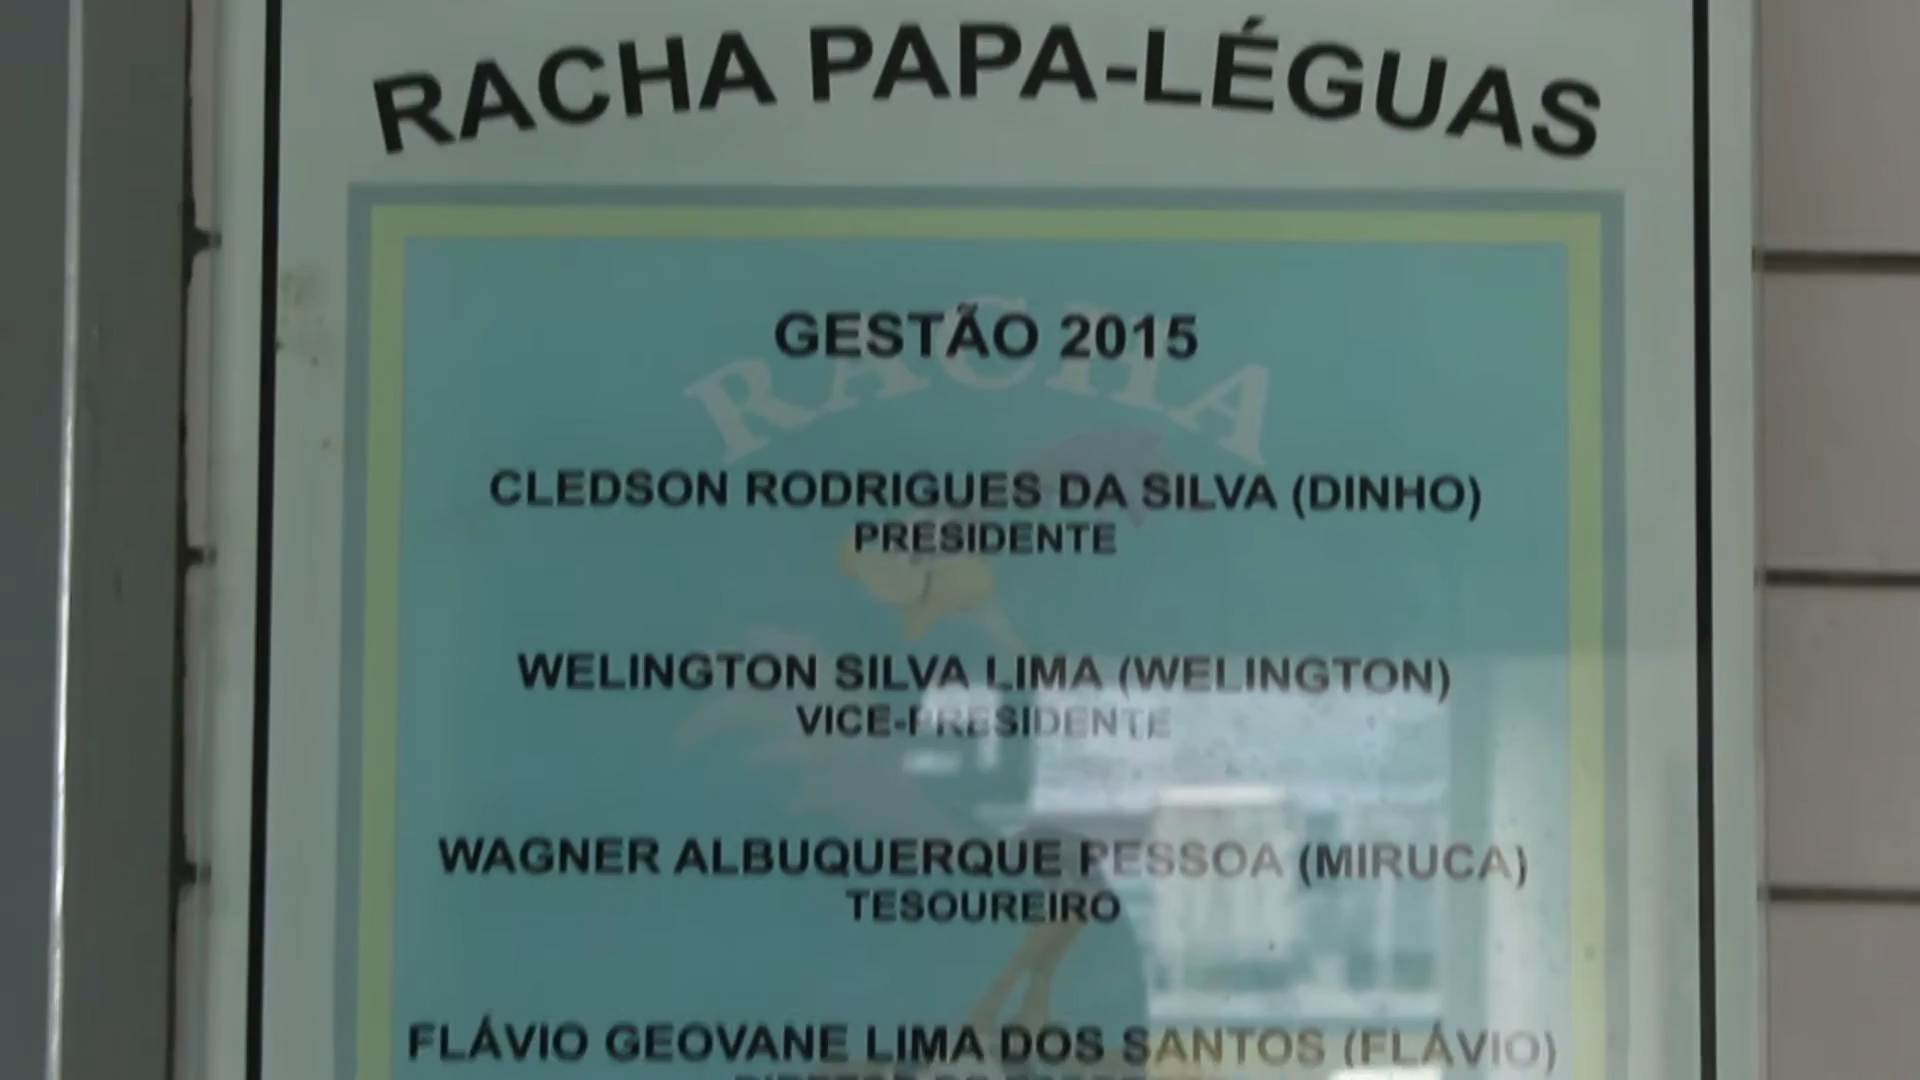 RACHA PAPA-LÉGUAS
GESTÃO 2015
RACHA
CLEDSON RODRIGUES DA SILVA (DINHO)
PRESIDENTE
WELINGTON SILVA LIMA (WELINGTON)
VICE-PRESIDENTE
WAGNER ALBUQUERQUE PESSOA (MIRUCA)
TESOUREIRO
FLÁVIO GEOVANE LIMA DOS SANTOS (FLÁVIO)